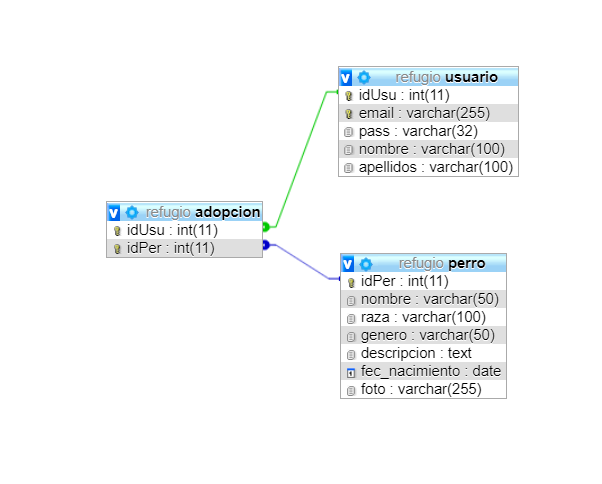 refugio usuario
idUsu : int(11)
email : varchar(255)
pass : varchar(32)
nombre : varchar(100)
apellidos : varchar(100)
refugio adopcion
idUsu : int(11)
idPer : int(11)
refugio perro
idPer : int(11)
nombre : varchar(50)
raza : varchar(100)
genero : varchar(50)
descripcion : text
fec_nacimiento : date
foto : varchar(255)